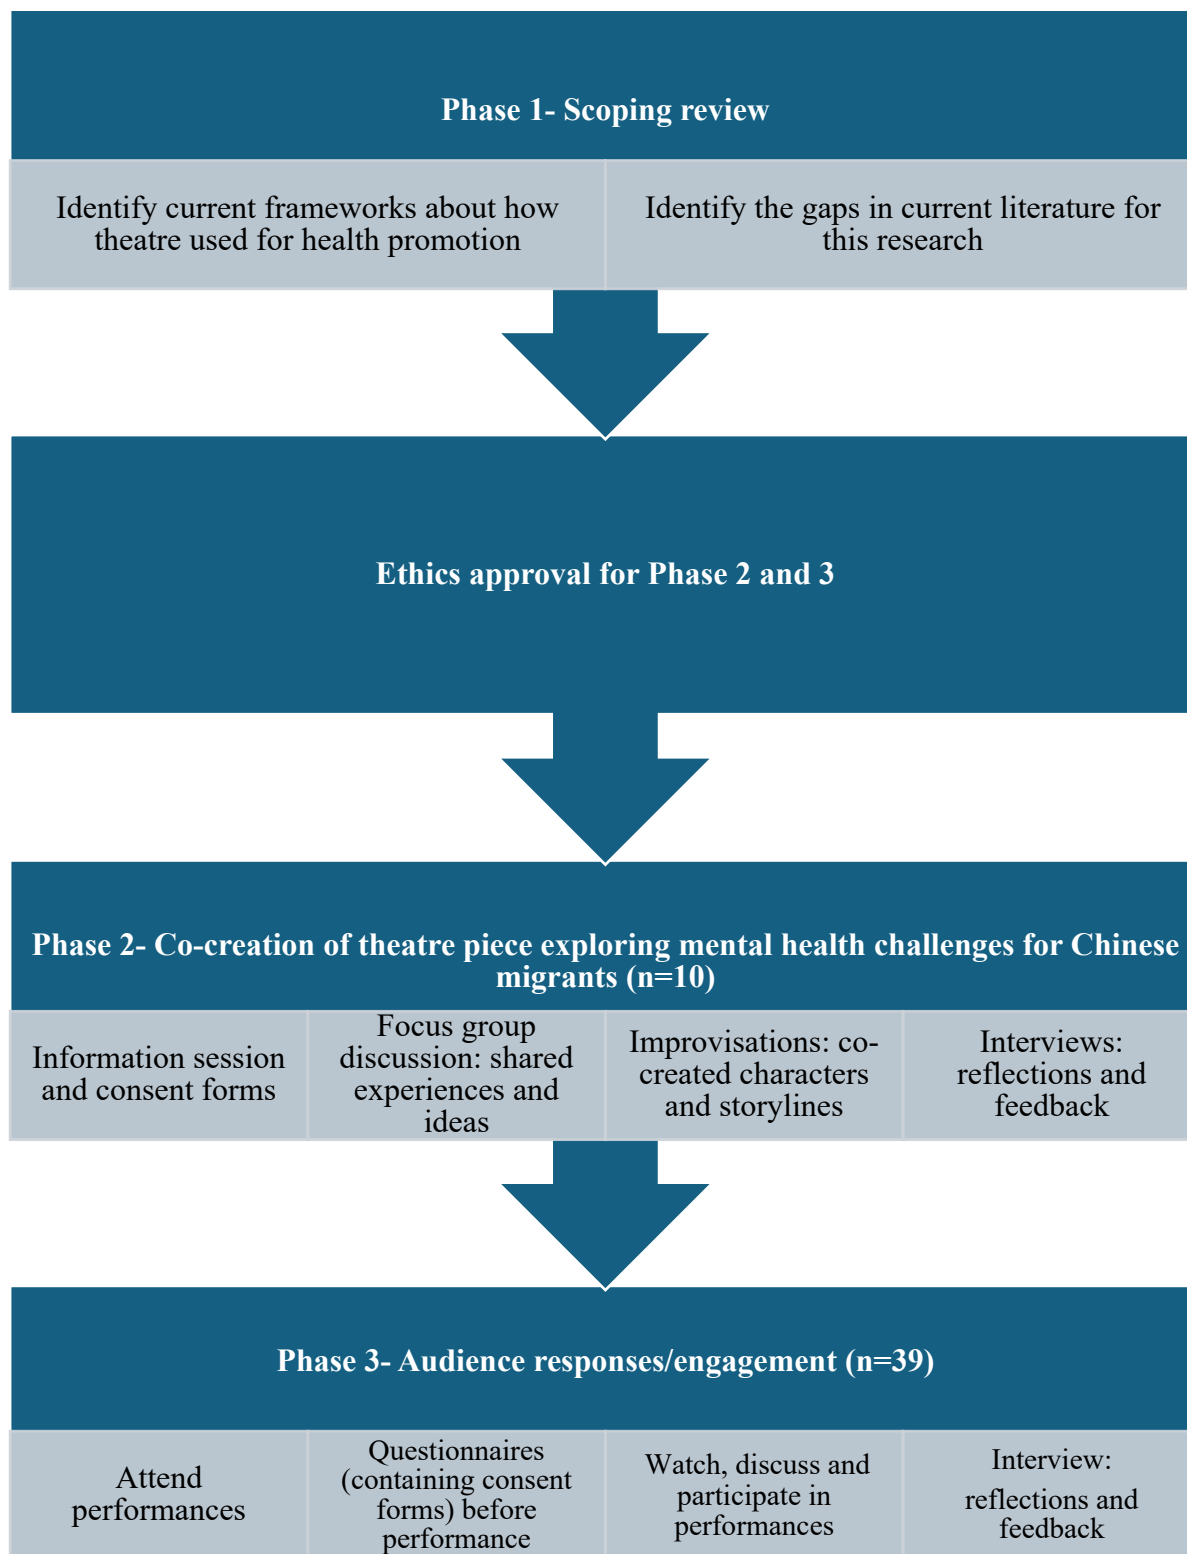 Phase 1- Scoping review
Identify current frameworks about how
theatre used for health promotion
Identify the gaps in current literature for
this research
Ethics approval for Phase 2 and 3
Phase 2- Co-creation of theatre piece exploring mental health challenges for Chinese
migrants (n=10)
Information session
and consent forms
Focus group
discussion: shared
experiences and
ideas
Improvisations: co-
created characters
and storylines
Interviews:
reflections and
feedback
Phase 3- Audience responses/engagement (n=39)
Attend
performances
Questionnaires
(containing consent
forms) before
performance
Watch, discuss and
participate in
performances
Interview:
reflections and
feedback